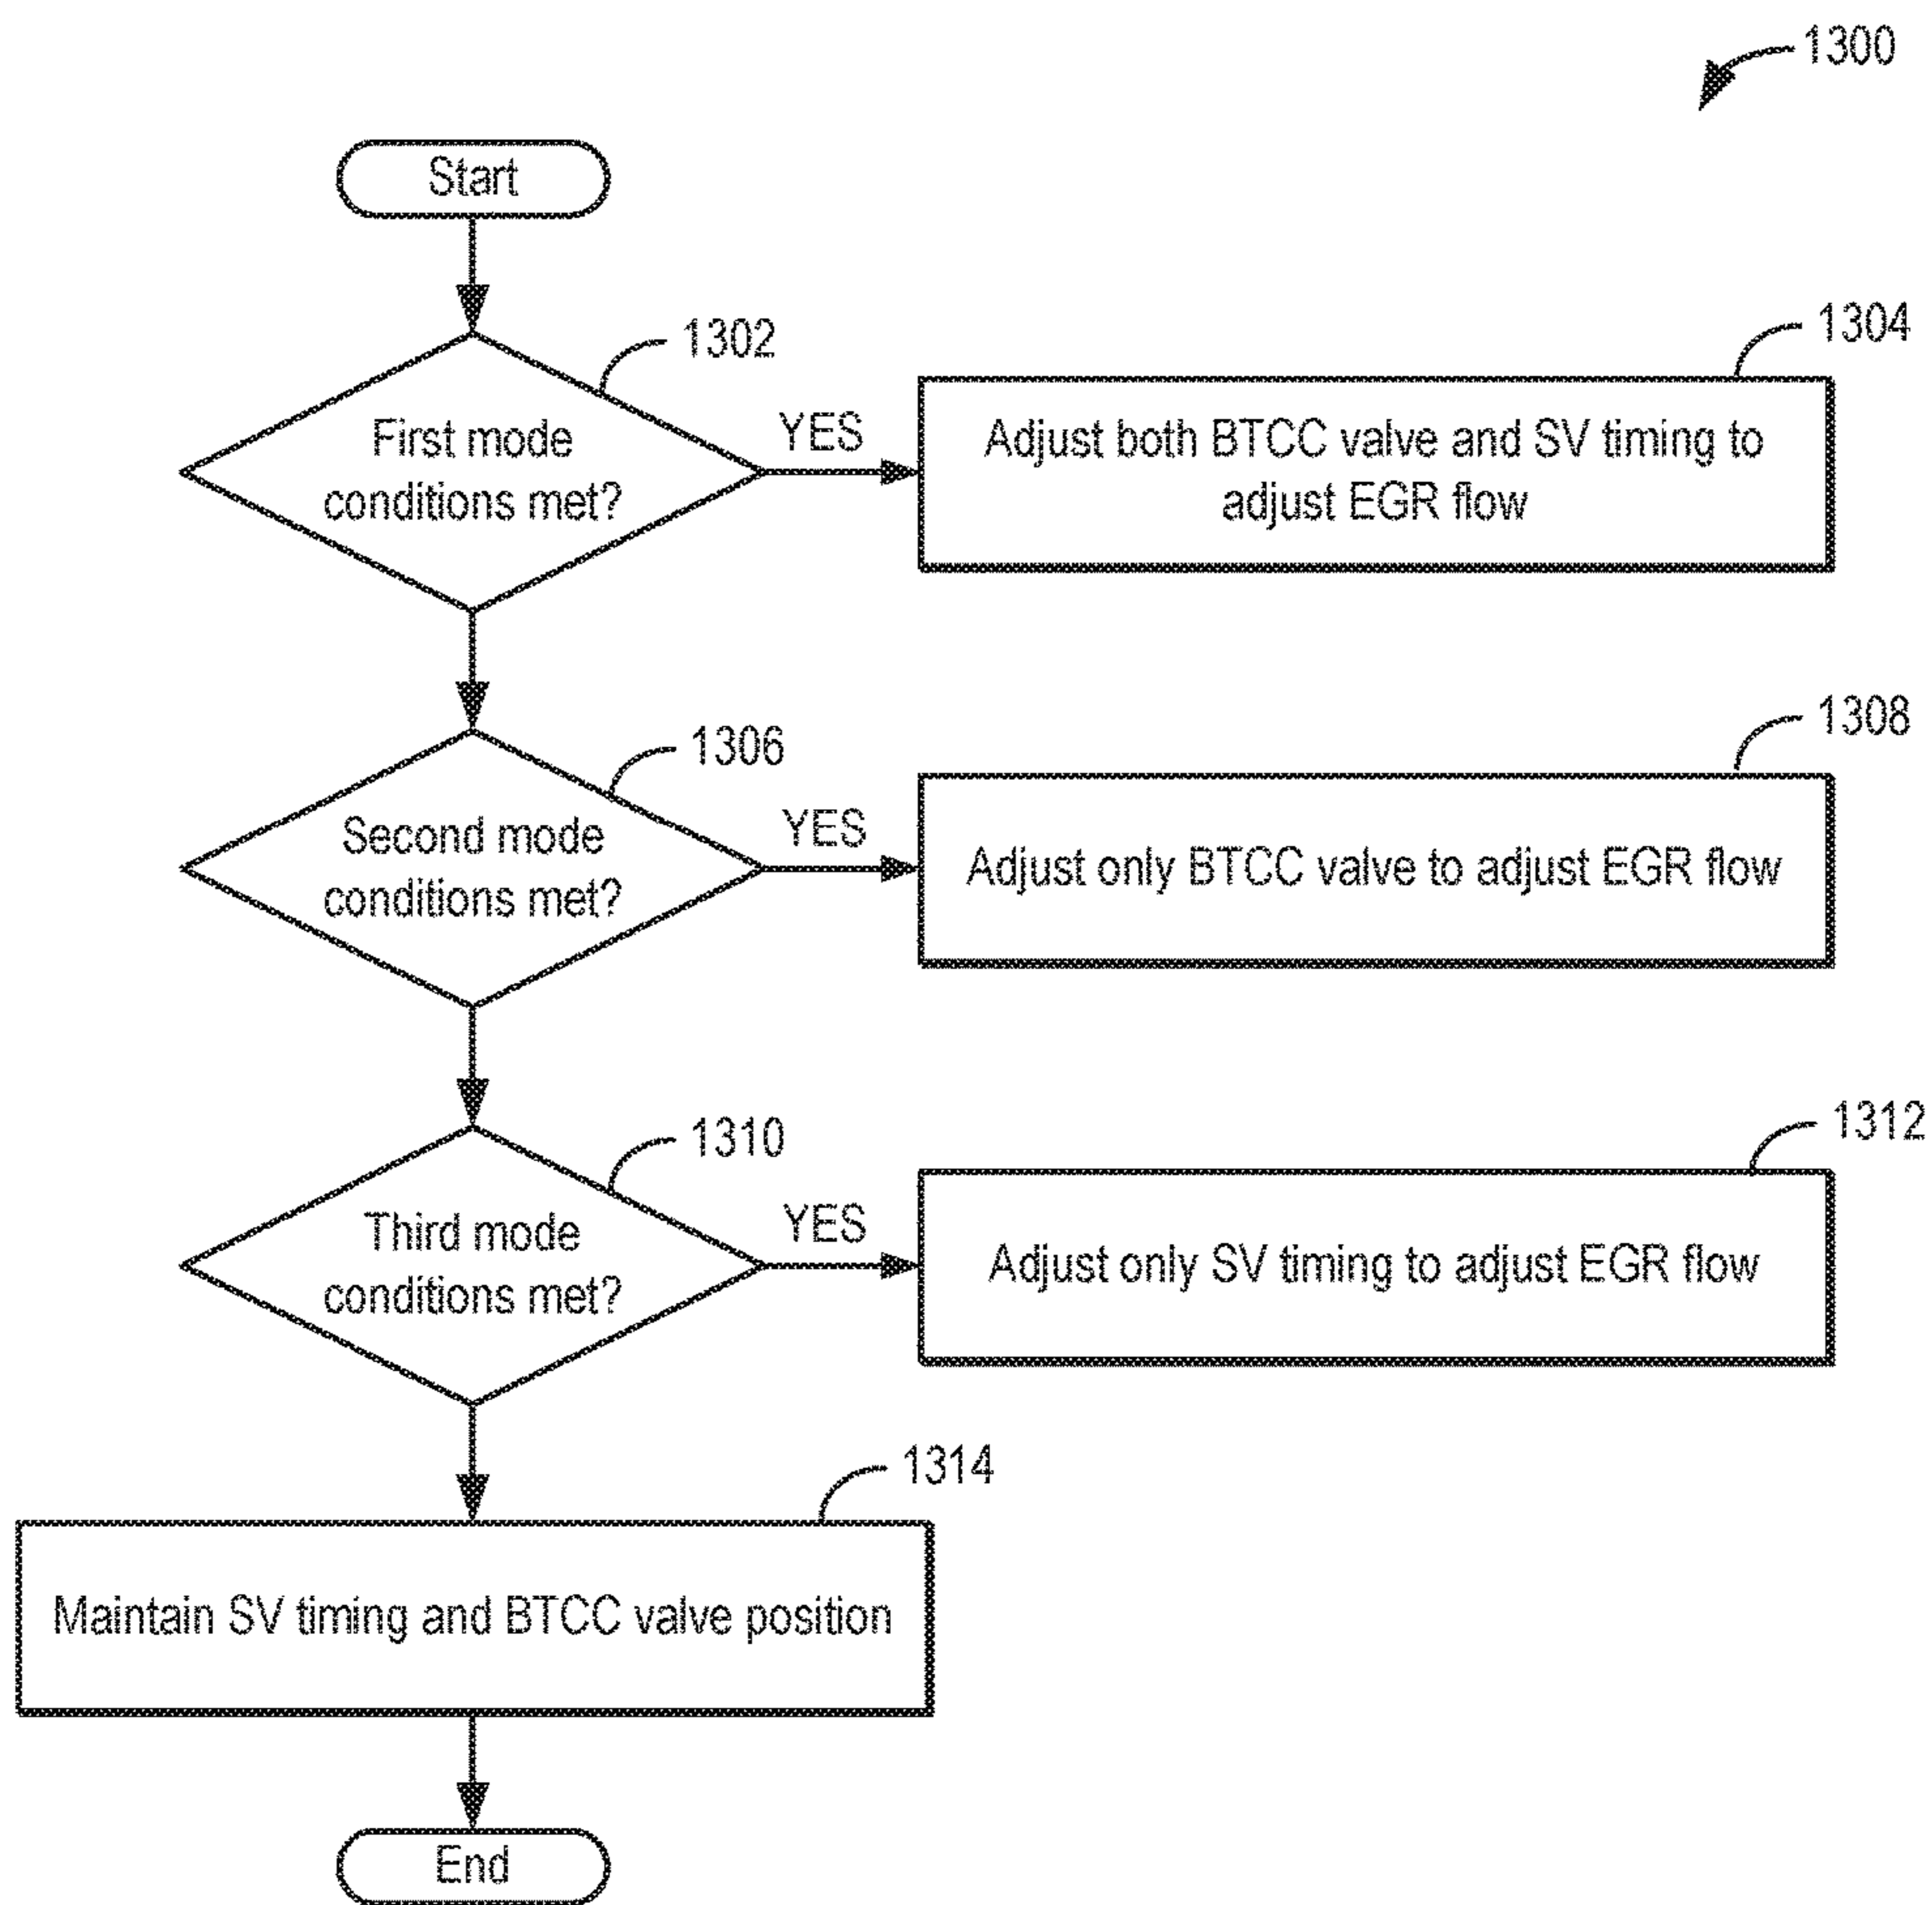 1300
Start
1302
First mode
conditions met?
YES
1304
Adjust both BTCC valve and SV timing to
adjust EGR flow
1306
Second mode
conditions met?
YES
1308
Adjust only BTCC valve to adjust EGR flow
1310
Third mode
conditions met?
YES
1312
Adjust only SV timing to adjust EGR flow
1314
Maintain SV timing and BTCC valve position
End